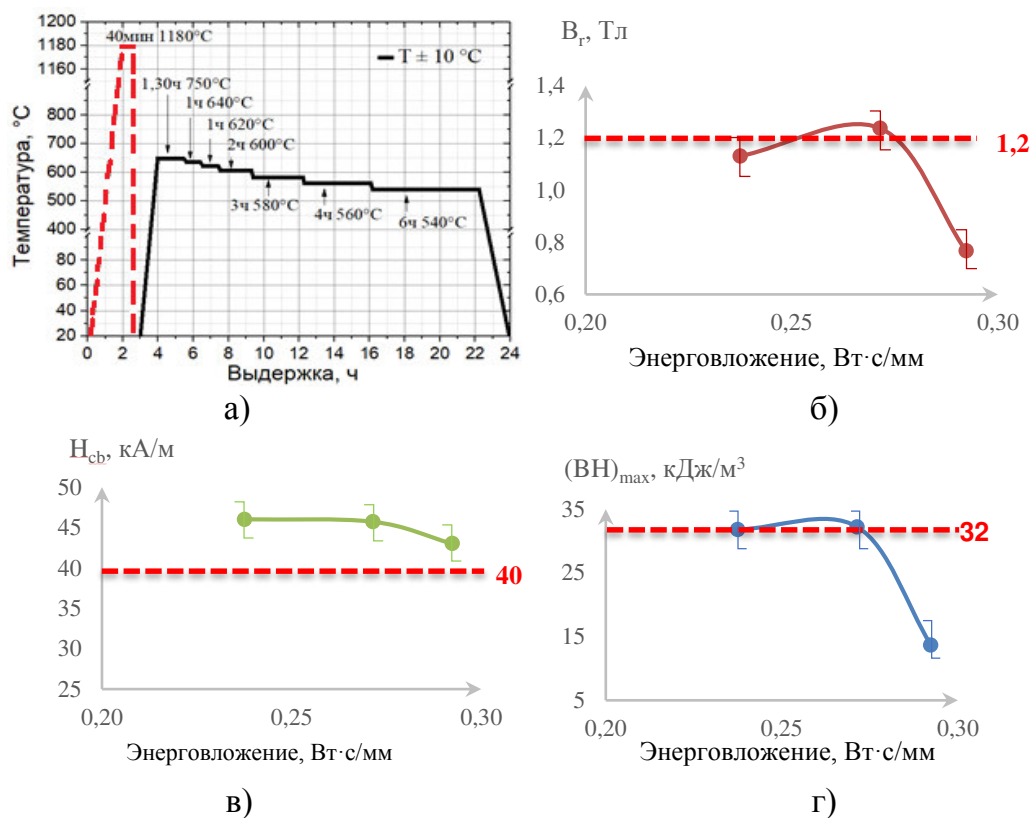 1200
1180
1160
800
700
600
500
400
80
60
40
20
Температура, °C
40мин 1180°C
T ± 10 °C
1,30ч 750°C
1ч 640°C
1ч 620°C
2ч 600°C
3ч 580°C
4ч 560°C
6ч 540°C
0 2 4 6 8 10 12 14 16 18 20 22 24
Выдержка, ч
а)
Br, Тл
1,4
1,2
1,0
0,8
0,6
1,2
0,20 0,25 0,30
Энерговложение, Вт·с/мм
б)
Hcb, кА/м
50
45
40
35
30
25
40
0,20 0,25 0,30
Энерговложение, Вт·с/мм
в)
(BH)max, кДж/м³
35
25
15
5
32
0,20 0,25 0,30
Энерговложение, Вт·с/мм
г)